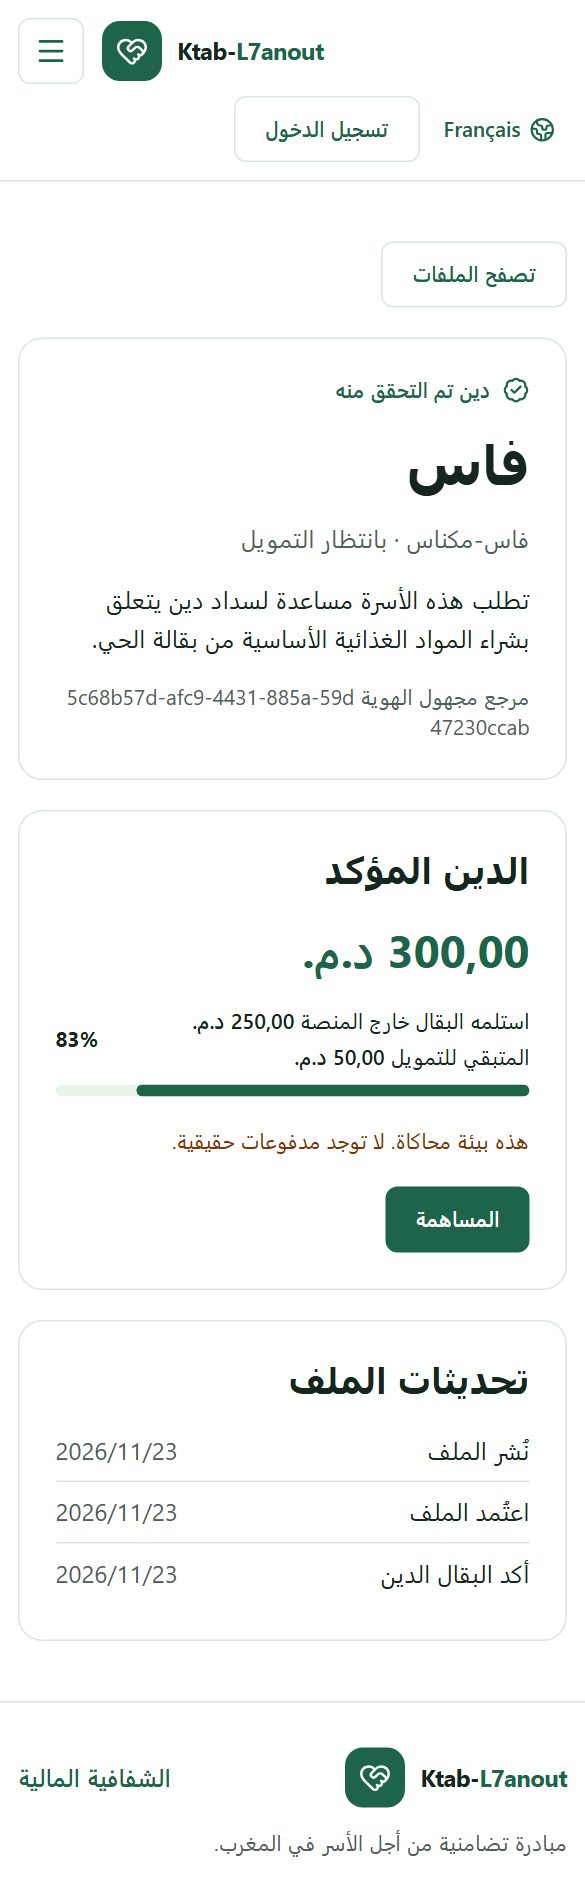 Ktab-L7anout
Français
تسجيل الدخول
تصفح الملفات
دين تم التحقق منه
فاس
فاس-مكناس · بانتظار التمويل
تطلب هذه الأسرة مساعدة لسداد دين يتعلق
بشراء المواد الغذائية الأساسية من بقالة الحي.
مرجع مجهول الهوية 5c68b57d-afc9-4431-885a-59d
47230ccab
الدين المؤكد
300,00 د.م.
استلمه البقال خارج المنصة 250,00 د.م.
83%
المتبقي للتمويل 50,00 د.م.
هذه بيئة محاكاة. لا توجد مدفوعات حقيقية.
المساهمة
تحديثات الملف
نُشر الملف 2026/11/23
اعتُمد الملف 2026/11/23
أكد البقال الدين 2026/11/23
Ktab-L7anout
الشفافية المالية
مبادرة تضامنية من أجل الأسر في المغرب.